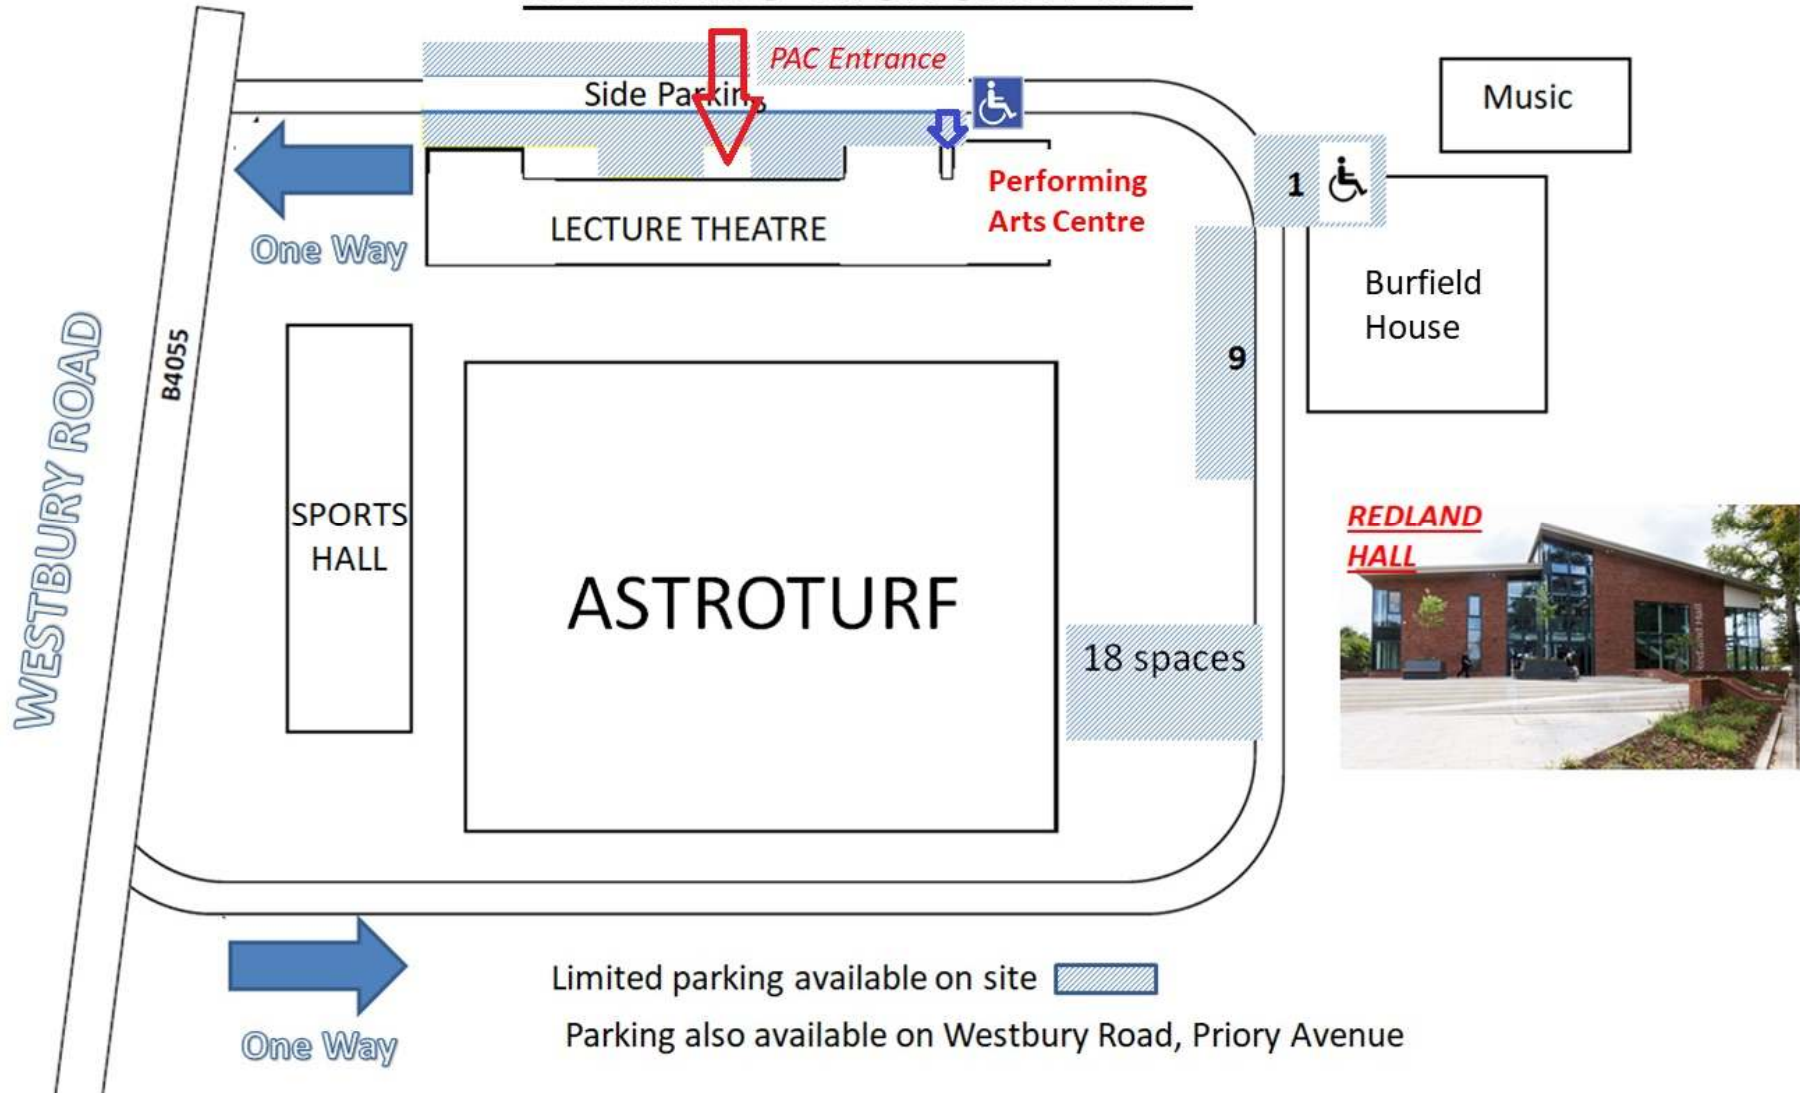 PAC Entrance
Side Parking
Music
1
Performing
Arts Centre
LECTURE THEATRE
One Way
Burfield
House
WESTBURY ROAD
B4055
9
SPORTS
HALL
ASTROTURF
REDLAND
HALL
Redland Hall
18 spaces
Limited parking available on site
Parking also available on Westbury Road, Priory Avenue
One Way